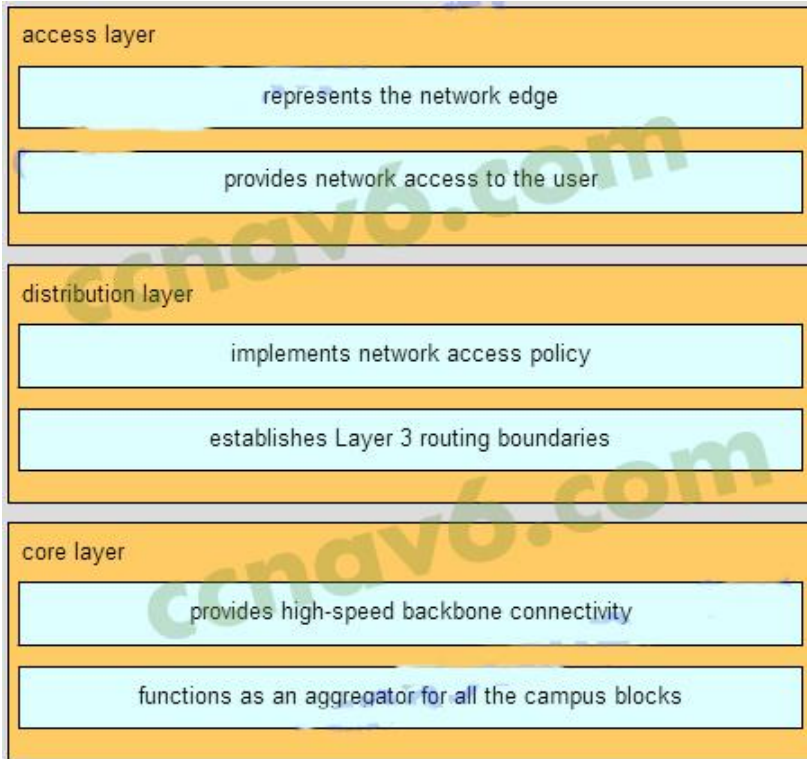 access layer
represents the network edge
provides network access to the user
ccnav6.com
distribution layer
implements network access policy
establishes Layer 3 routing boundaries
core layer
ccnav6.com
provides high-speed backbone connectivity
functions as an aggregator for all the campus blocks